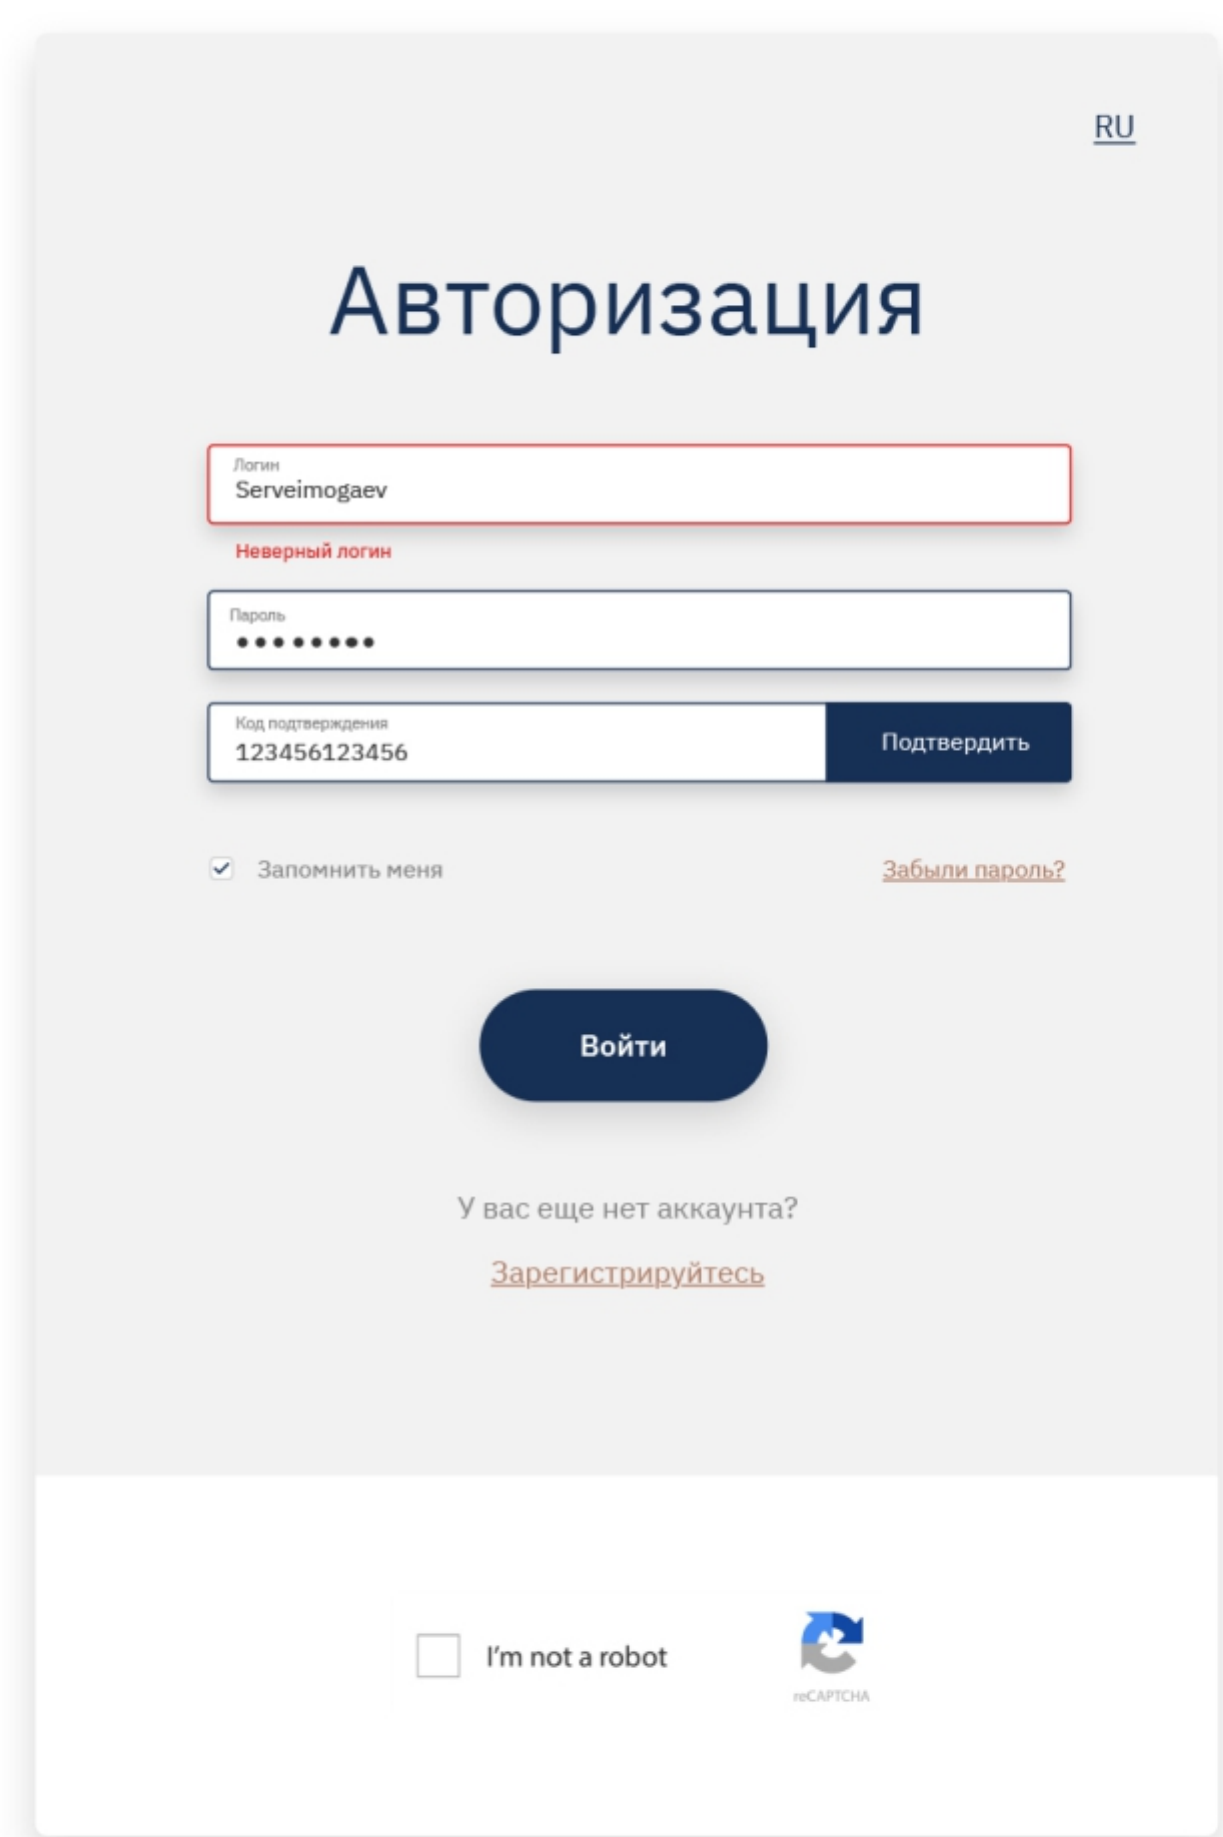 RU
Авторизация
Логин
Serveimogaev
Неверный логин
Пароль
Код подтверждения
123456123456
Подтвердить
Запомнить меня
Забыли пароль?
Войти
У вас еще нет аккаунта?
Зарегистрируйтесь
I'm not a robot
reCAPTCHA